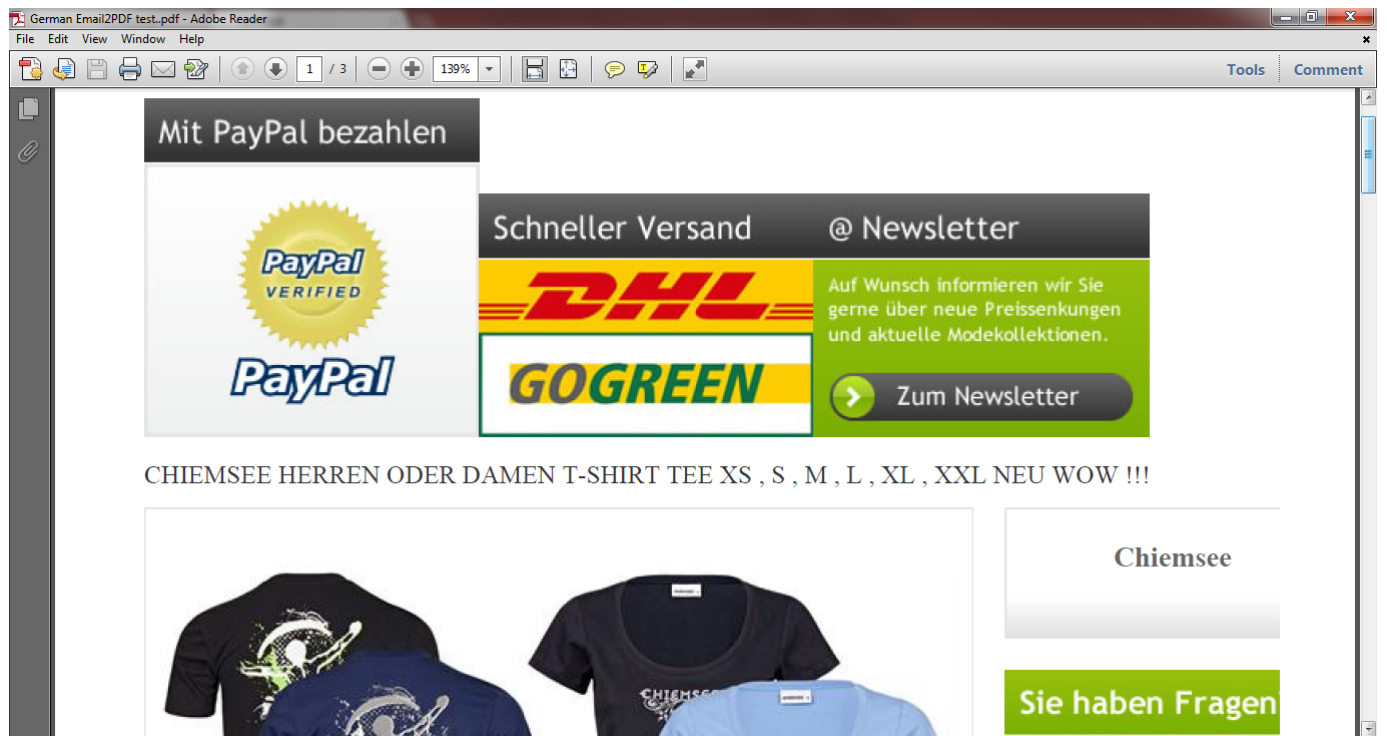 German Email2PDF test..pdf - Adobe Reader
File Edit View Window Help
1 / 3 139% Tools Comment
Mit PayPal bezahlen
PayPal
VERIFIED
PayPal
Schneller Versand
DHL
GOGREEN
@ Newsletter
Auf Wunsch informieren wir Sie
gerne über neue Preissenkungen
und aktuelle Modekollektionen.
Zum Newsletter
CHIEMSEE HERREN ODER DAMEN T-SHIRT TEE XS , S , M , L , XL , XXL NEU WOW !!!
Chiemsee
CHIEMSEE
Sie haben Fragen?